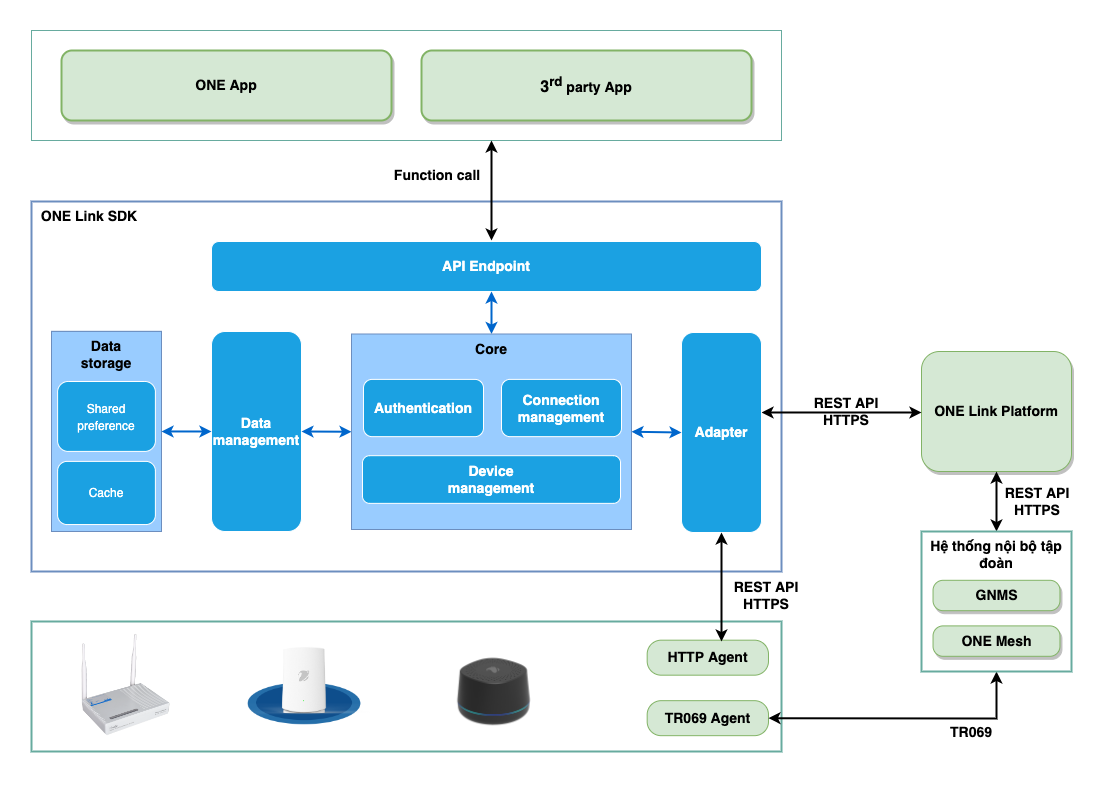 ONE App
3rd party App
Function call
ONE Link SDK
API Endpoint
Data
storage
Shared
preference
Cache
Data
management
Core
Authentication
Connection
management
Device
management
Adapter
REST API
HTTPS
ONE Link Platform
REST API
HTTPS
Hệ thống nội bộ tập
đoàn
GNMS
ONE Mesh
REST API
HTTPS
HTTP Agent
TR069 Agent
TR069